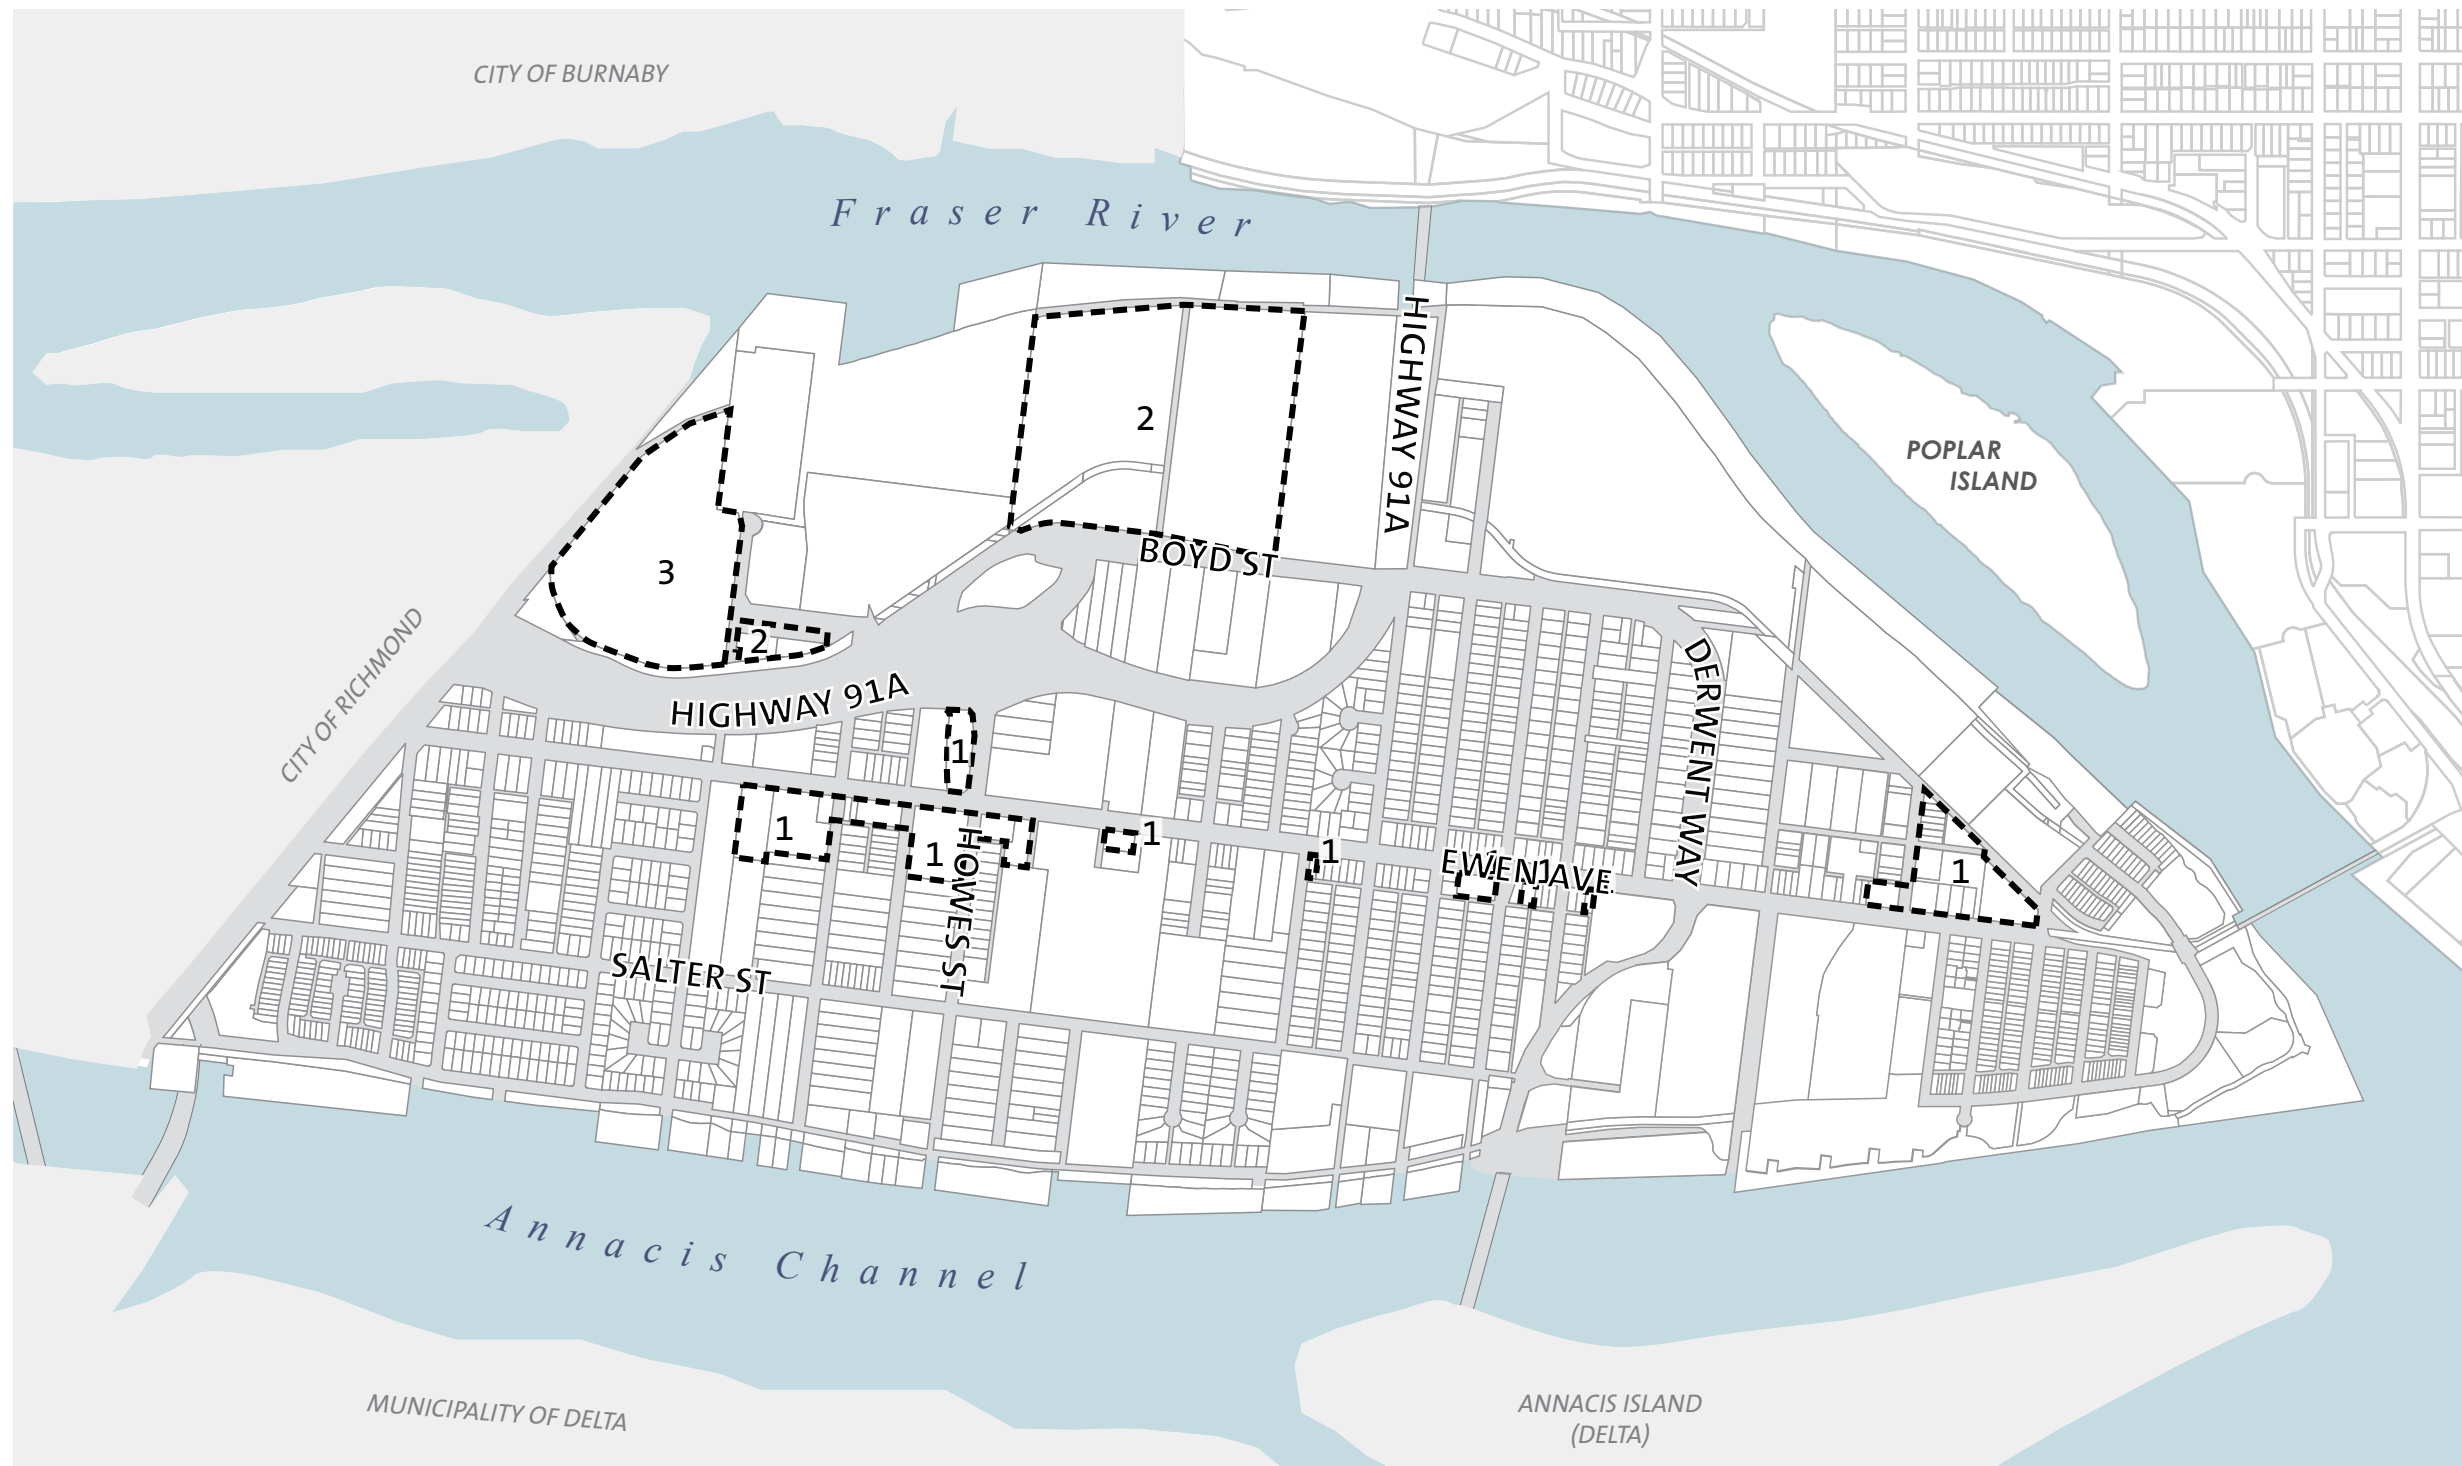 CITY OF BURNABY
Fraser River
HIGHWAY 91A
2
POPLAR
ISLAND
BOYD ST
3
2
CITY OF RICHMOND
HIGHWAY 91A
DERWENT WAY
1
1
1
HOWES ST
1
1
EWEN AVE
1
1
SALTER ST
Annacis Channel
MUNICIPALITY OF DELTA
ANNACIS ISLAND
(DELTA)